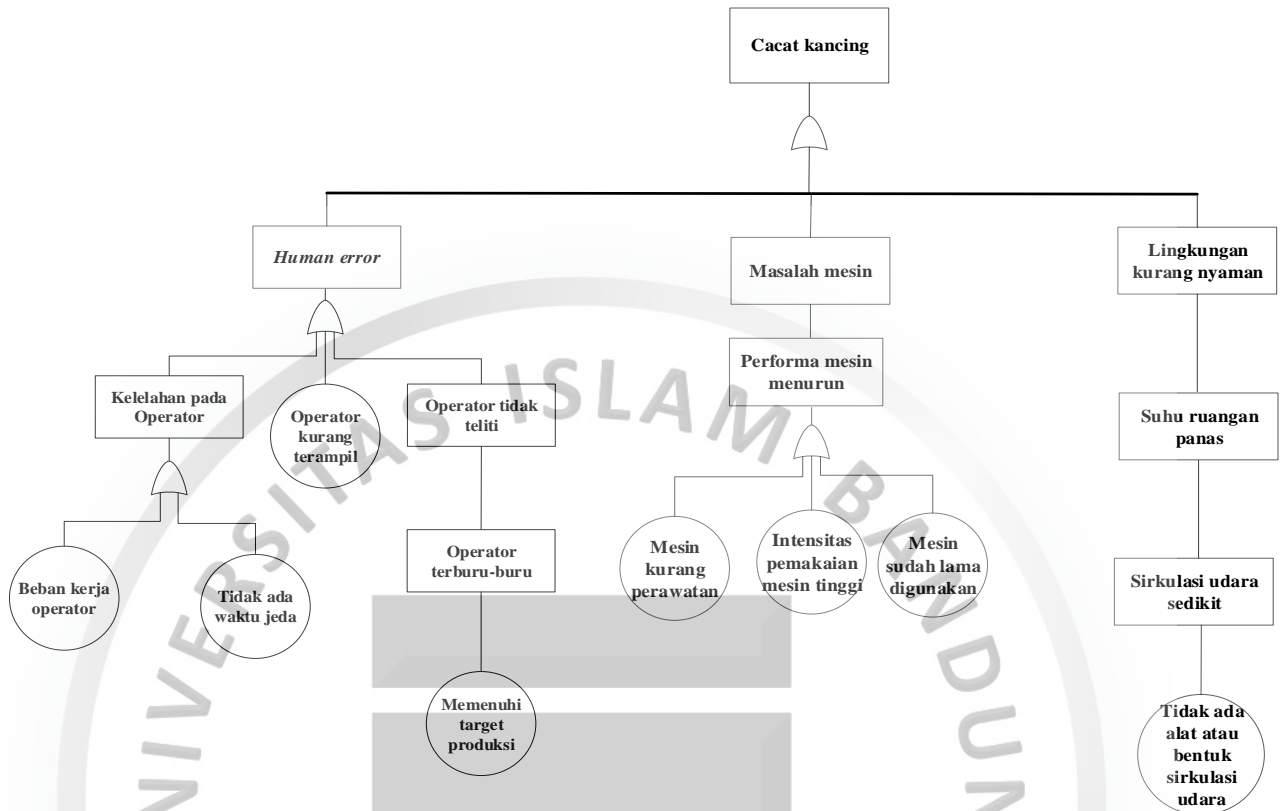 Cacat kancing
Human error
Masalah mesin
Lingkungan
kurang nyaman
Kelelahan pada
Operator
Operator
kurang
terampil
Operator tidak
teliti
Performa mesin
menurun
Suhu ruangan
panas
Beban kerja
operator
Tidak ada
waktu jeda
Operator
terburu-buru
Mesin
kurang
perawatan
Intensitas
pemakaian
mesin tinggi
Mesin
sudah lama
digunakan
Sirkulasi udara
sedikit
Memenuhi
target
produksi
Tidak ada
alat atau
bentuk
sirkulasi
udara
NIVERSITAS ISLAM BANDUN